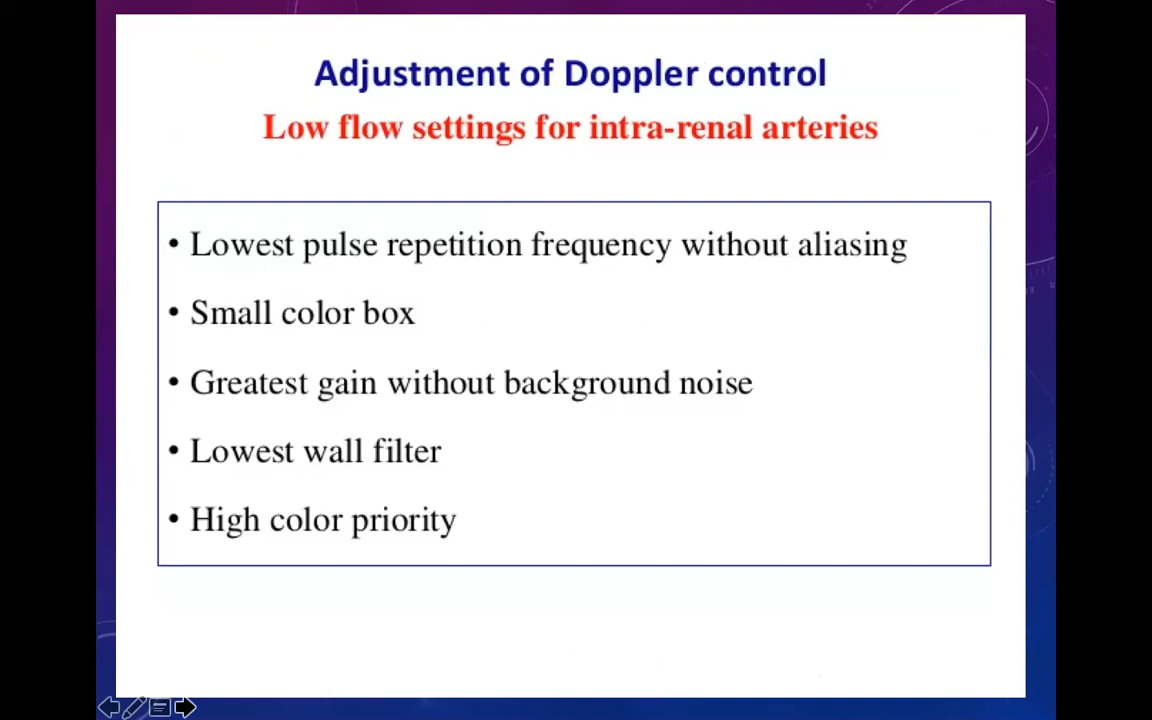 Adjustment of Doppler control
Low flow settings for intra-renal arteries
• Lowest pulse repetition frequency without aliasing
• Small color box
• Greatest gain without background noise
• Lowest wall filter
• High color priority